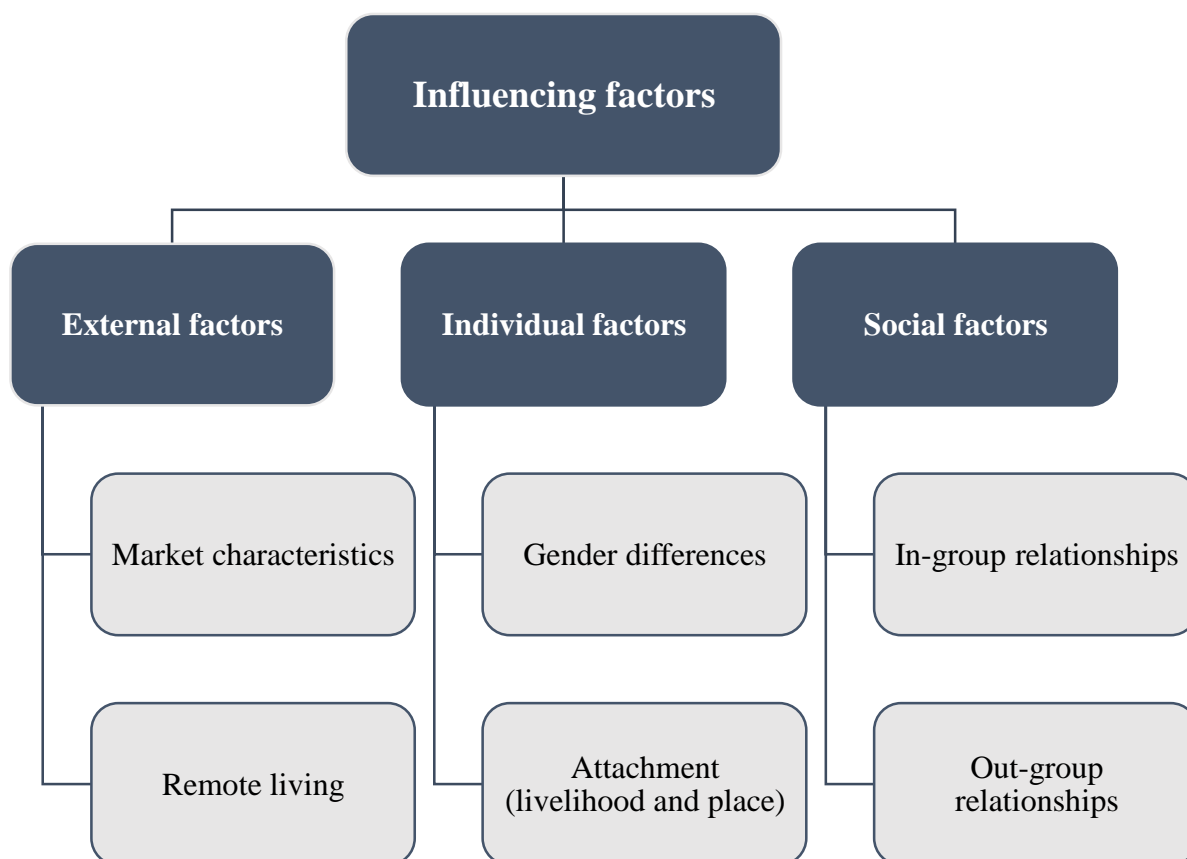 Influencing factors
External factors
Individual factors
Social factors
Market characteristics
Gender differences
In-group relationships
Remote living
Attachment
(livelihood and place)
Out-group
relationships